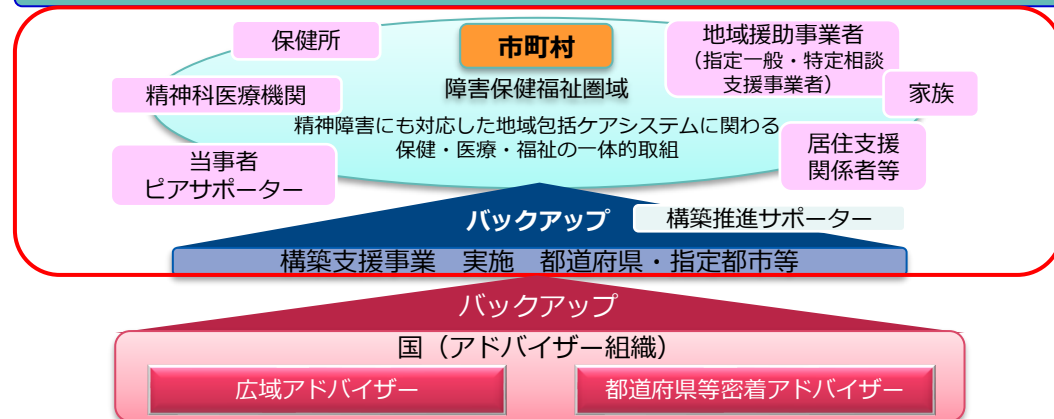 保健所
市町村
地域援助事業者
（指定一般・特定相談
支援事業者）
精神科医療機関
障害保健福祉圏域
家族
精神障害にも対応した地域包括ケアシステムに関わる
保健・医療・福祉の一体的取組
当事者
ピアサポーター
居住支援
関係者等
バックアップ
構築推進サポーター
構築支援事業　実施　都道府県・指定都市等
バックアップ
国（アドバイザー組織）
広域アドバイザー
都道府県等密着アドバイザー